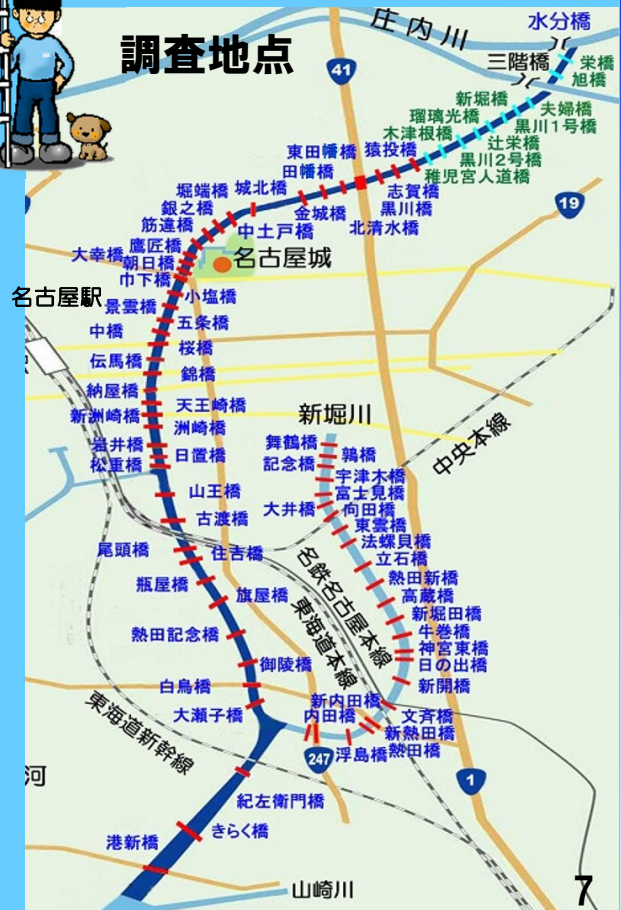 調査地点
庄内川
水分橋
三階橋
栄橋
旭橋
41
新堀橋
夫婦橋
瑠璃光橋
黒川1号橋
木津根橋
辻栄橋
黒川2号橋
稚児宮人道橋
東田幡橋
猿投橋
田幡橋
志賀橋
堀端橋
城北橋
黒川橋
銀之橋
金城橋
北清水橋
19
筋違橋
中土戸橋
鷹匠橋
大幸橋
朝日橋
名古屋城
巾下橋
名古屋駅
小塩橋
景雲橋
五条橋
中橋
桜橋
伝馬橋
錦橋
納屋橋
天王崎橋
新洲崎橋
洲崎橋
岩井橋
日置橋
松重橋
山王橋
古渡橋
尾頭橋
住吉橋
瓶屋橋
旗屋橋
熱田記念橋
御陵橋
白鳥橋
大瀬子橋
新堀川
舞鶴橋
鶉橋
記念橋
宇津木橋
富士見橋
大井橋
向田橋
東雲橋
法螺貝橋
立石橋
熱田新橋
高蔵橋
新堀田橋
牛巻橋
神宮東橋
日の出橋
新開橋
新内田橋
内田橋
文斉橋
新熱田橋
熱田橋
浮島橋
中央本線
名鉄名古屋本線
東海道本線
東海道新幹線
247
1
河
紀左衛門橋
きらく橋
港新橋
山崎川
7